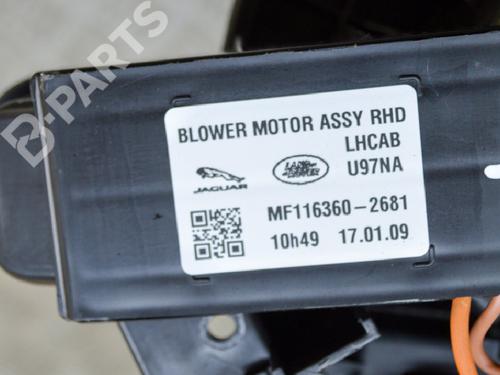 B-PARTS
BLOWER MOTOR ASSY RHD
LHCAB
U97NA
JAGUAR
LAND ROVER
MF116360-2681
10h49 17.01.09